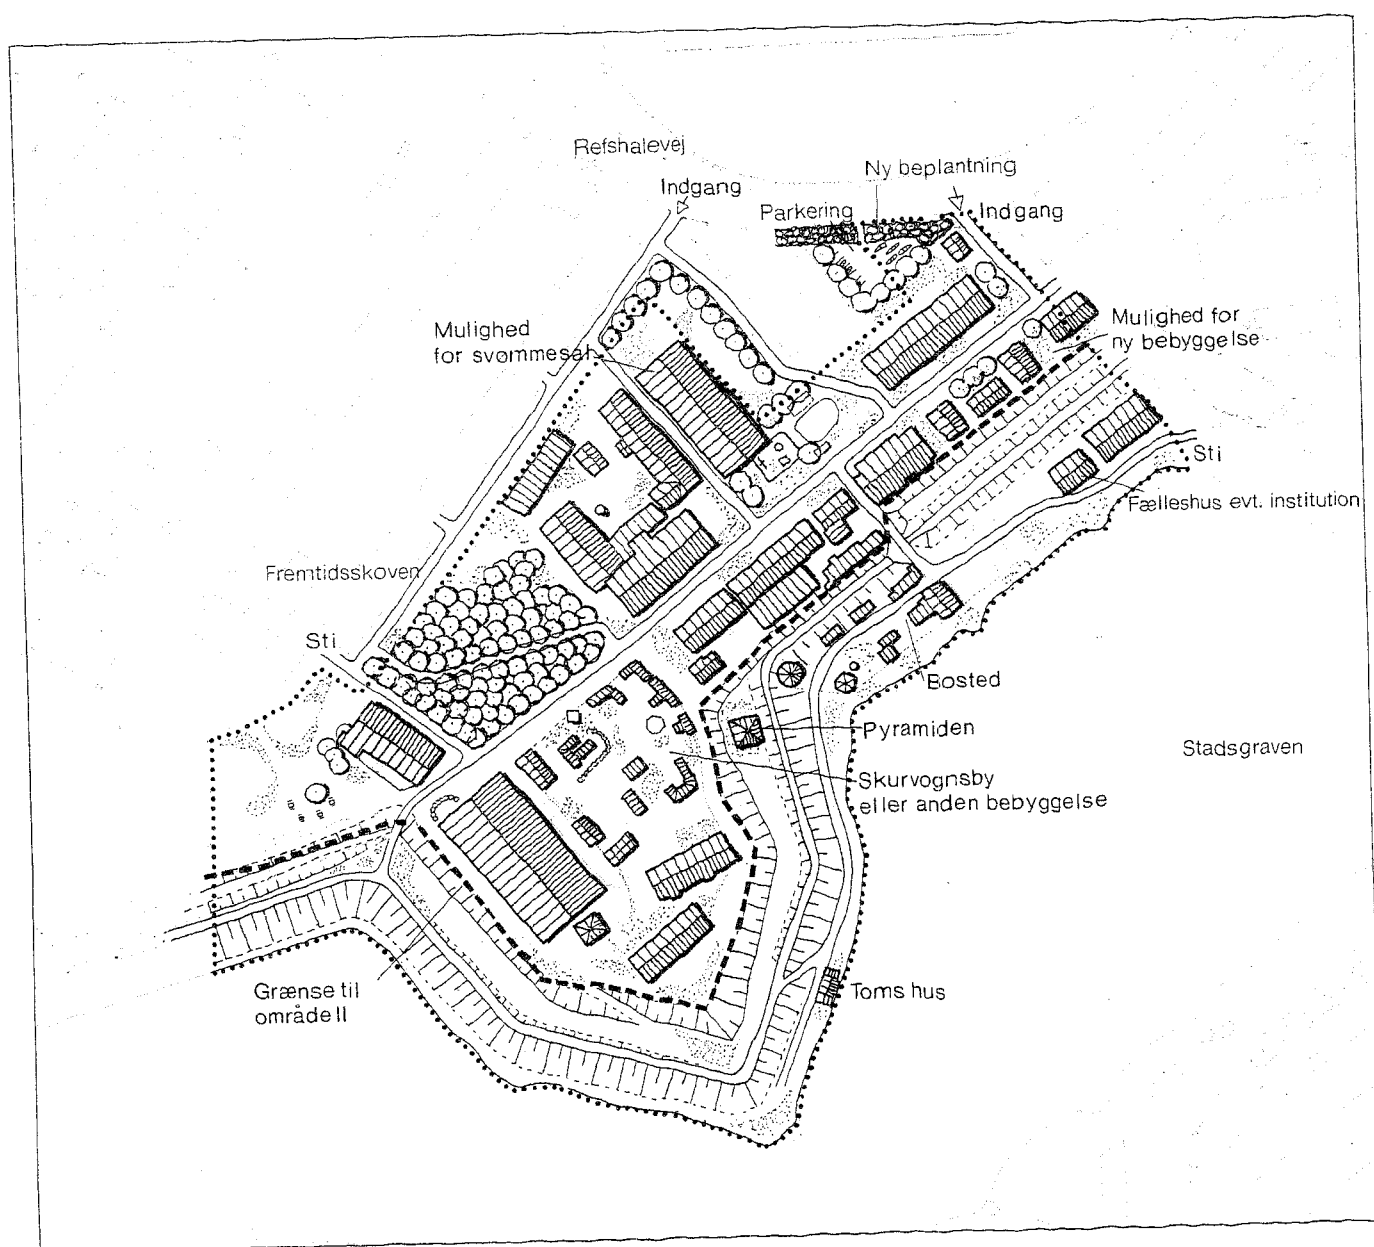 Refshalevej
Ny beplantning
Indgang
Parkering
Indgang
Mulighed
for svømmesal
Mulighed for
ny bebyggelse
Sti
Fælleshus evt. institution
Fremtidsskoven
Sti
Bosted
Pyramiden
Stadsgraven
Skurvognsby
eller anden bebyggelse
Grænse til
område II
Toms hus